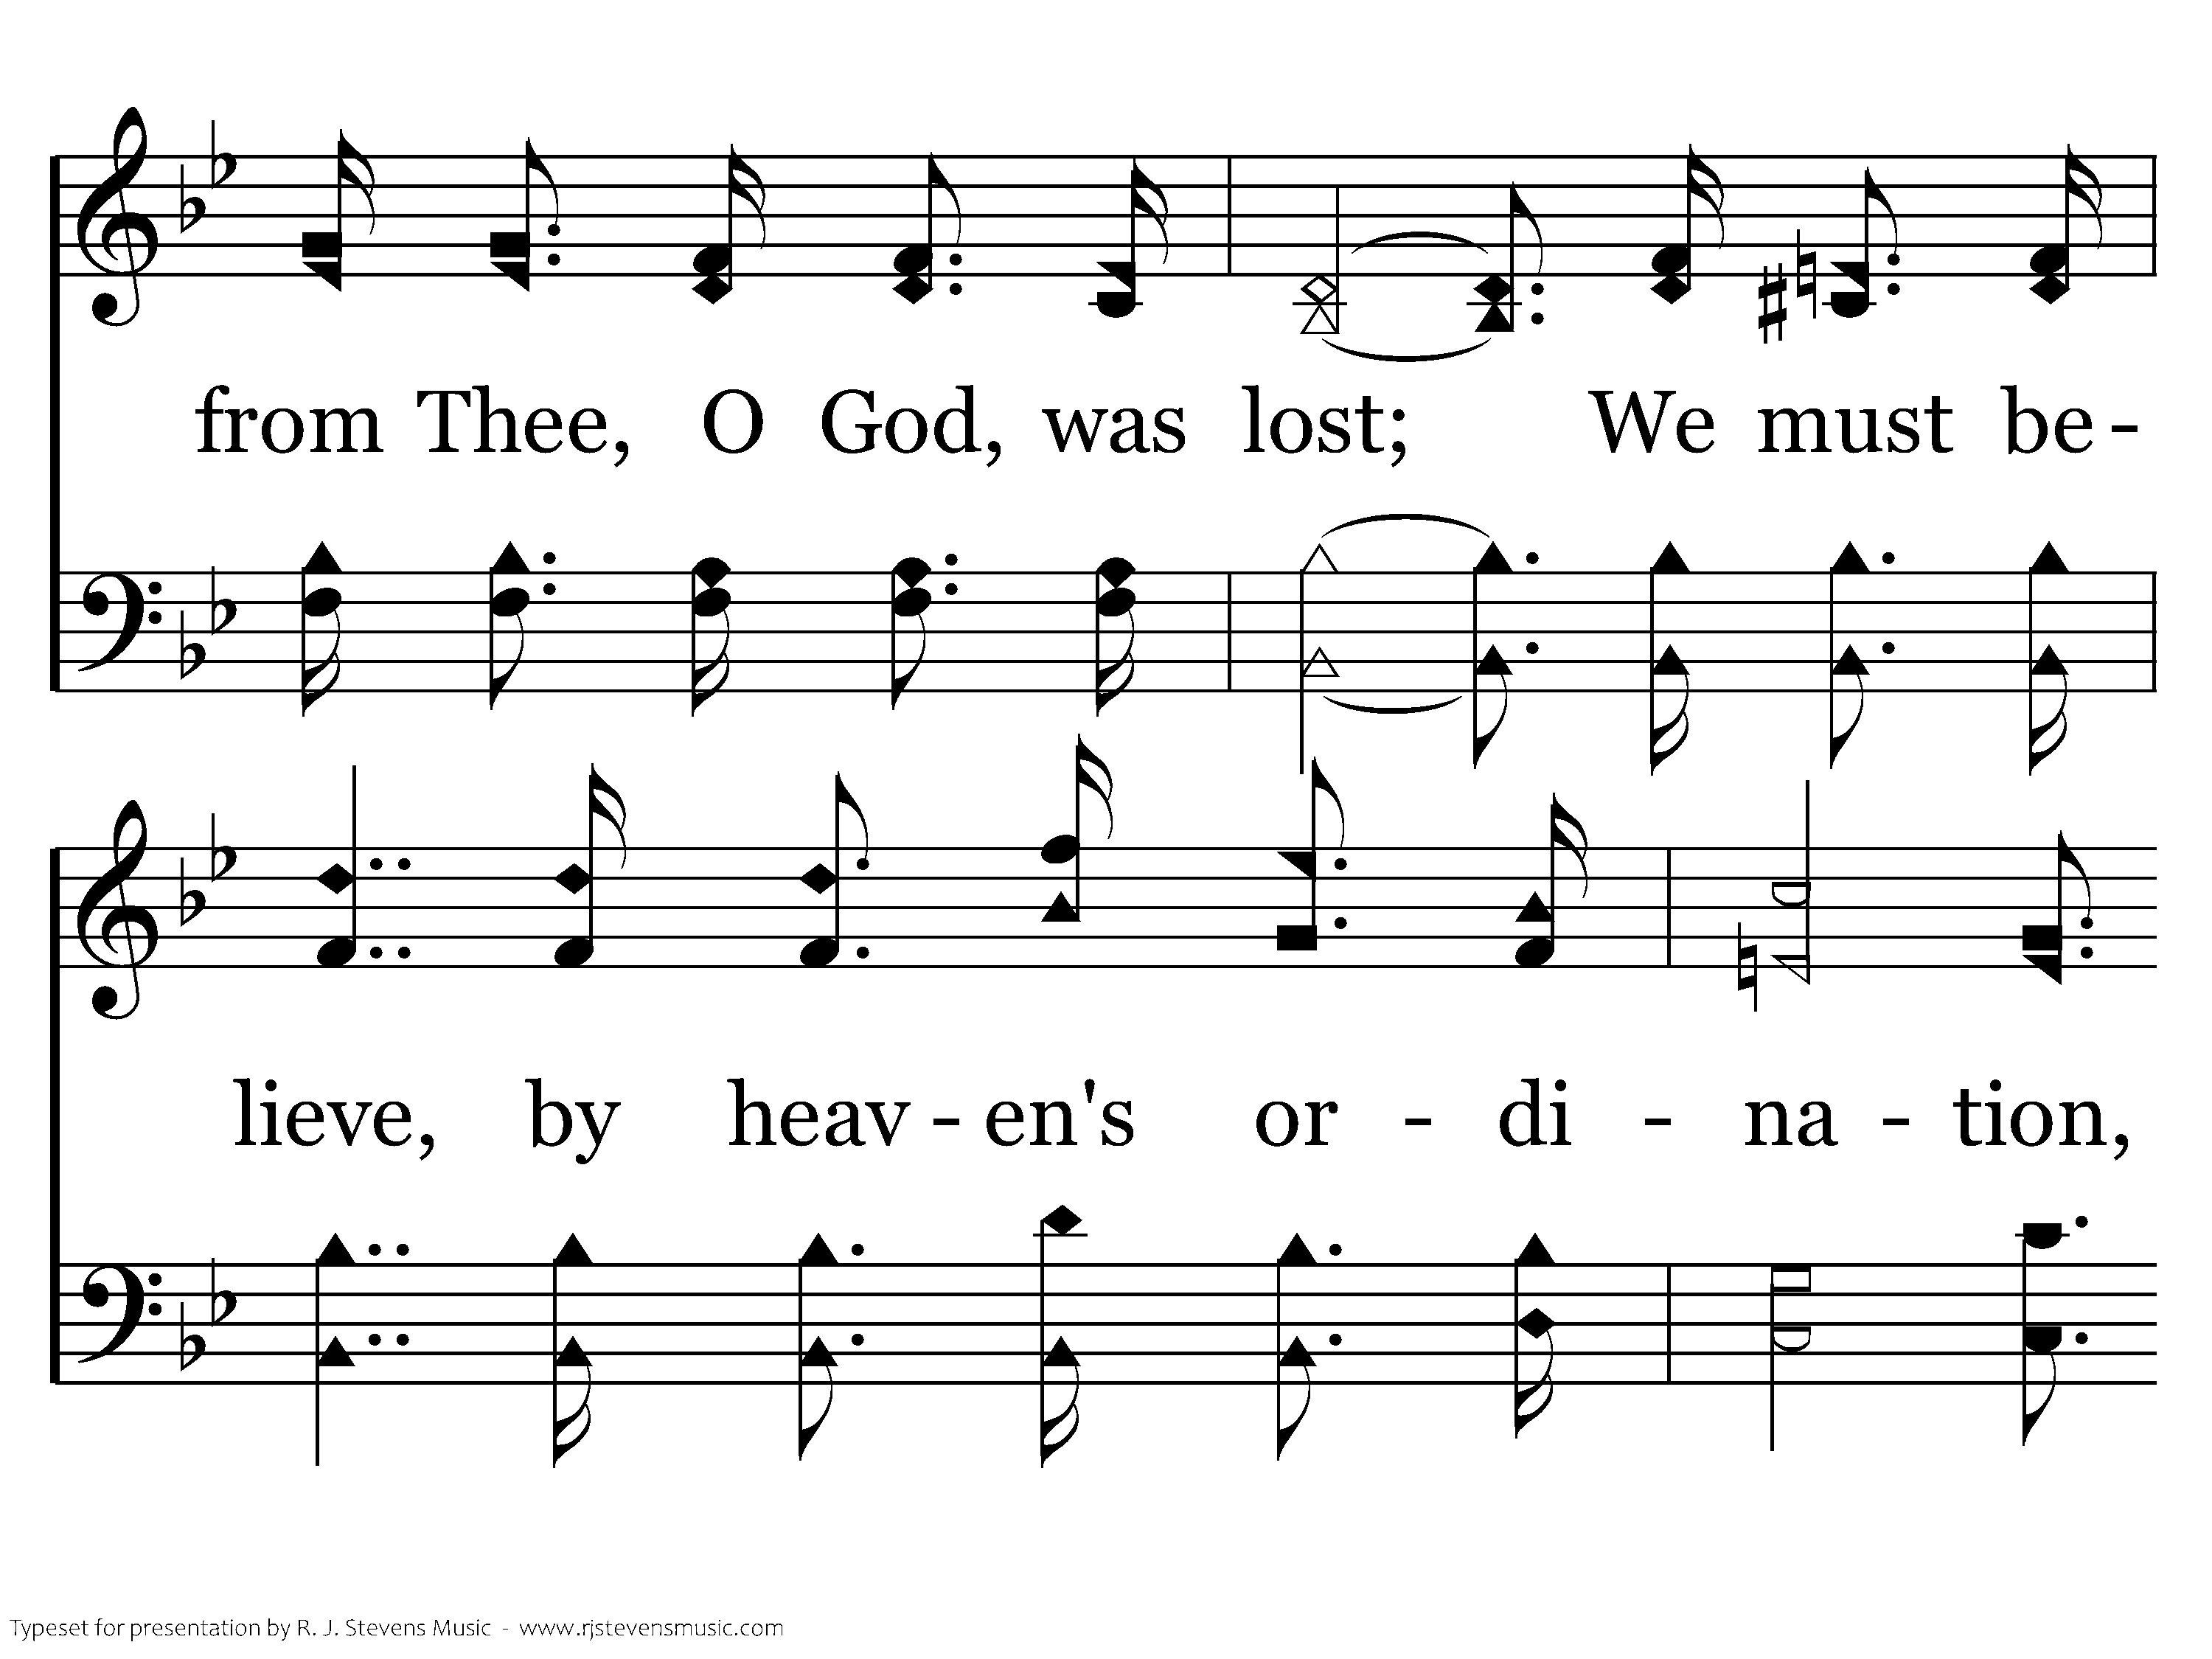 from Thee, O God, was lost; We must be -
lieve, by heav - en's or - di - na - tion,
Typeset for presentation by R. J. Stevens Music - www.rjstevensmusic.com